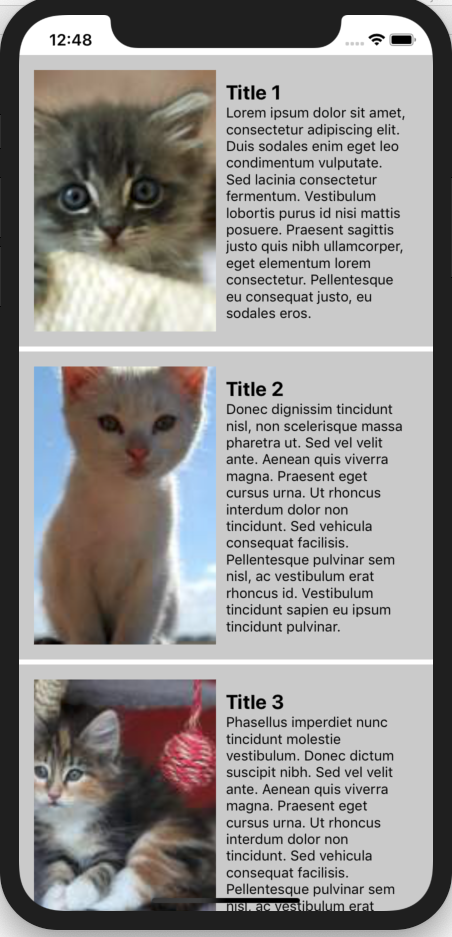 12:48
Title 1
Lorem ipsum dolor sit amet,
consectetur adipiscing elit.
Duis sodales enim eget leo
condimentum vulputate.
Sed lacinia consectetur
fermentum. Vestibulum
lobortis purus id nisi mattis
posuere. Praesent sagittis
justo quis nibh ullamcorper,
eget elementum lorem
consectetur. Pellentesque
eu consequat justo, eu
sodales eros.
Title 2
Donec dignissim tincidunt
nisl, non scelerisque massa
pharetra ut. Sed vel velit
ante. Aenean quis viverra
magna. Praesent eget
cursus urna. Ut rhoncus
interdum dolor non
tincidunt. Sed vehicula
consequat facilisis.
Pellentesque pulvinar sem
nisl, ac vestibulum erat
rhoncus id. Vestibulum
tincidunt sapien eu ipsum
tincidunt pulvinar.
Title 3
Phasellus imperdiet nunc
tincidunt molestie
vestibulum. Donec dictum
suscipit nibh. Sed vel velit
ante. Aenean quis viverra
magna. Praesent eget
cursus urna. Ut rhoncus
interdum dolor non
tincidunt. Sed vehicula
consequat facilisis.
Pellentesque pulvinar sem
nisl, ac vestibulum erat